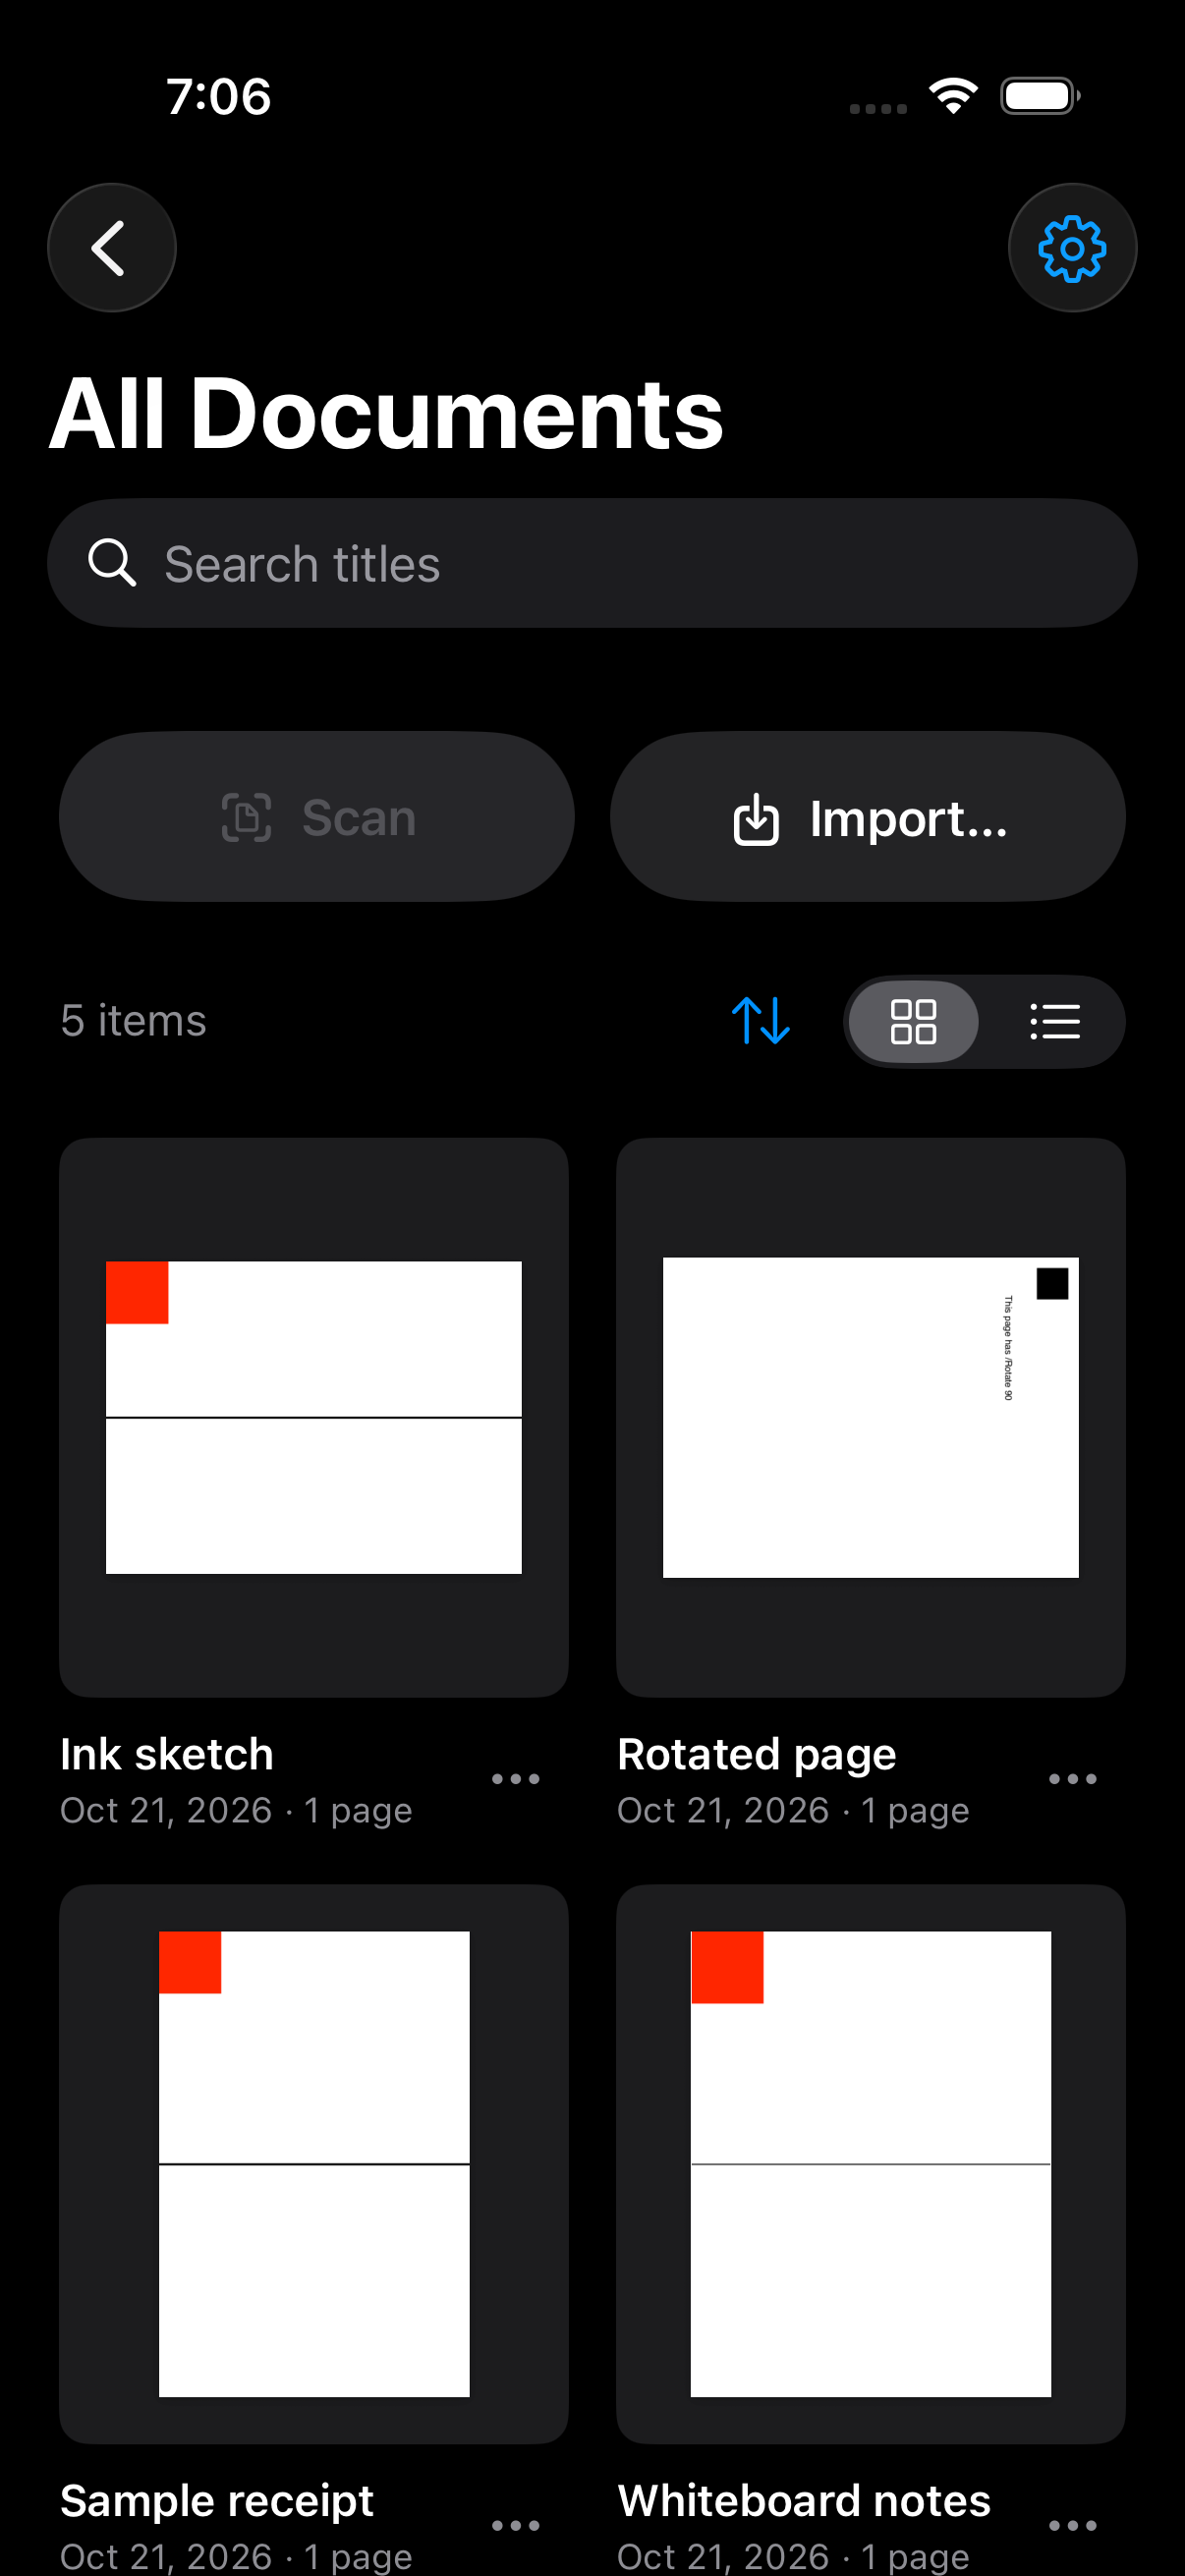 7:06
All Documents
Search titles
Scan
Import...
5 items
This page has /Rotate 90
Ink sketch
Oct 21, 2026 · 1 page
Rotated page
Oct 21, 2026 · 1 page
Sample receipt
Oct 21, 2026 · 1 page
Whiteboard notes
Oct 21, 2026 · 1 page